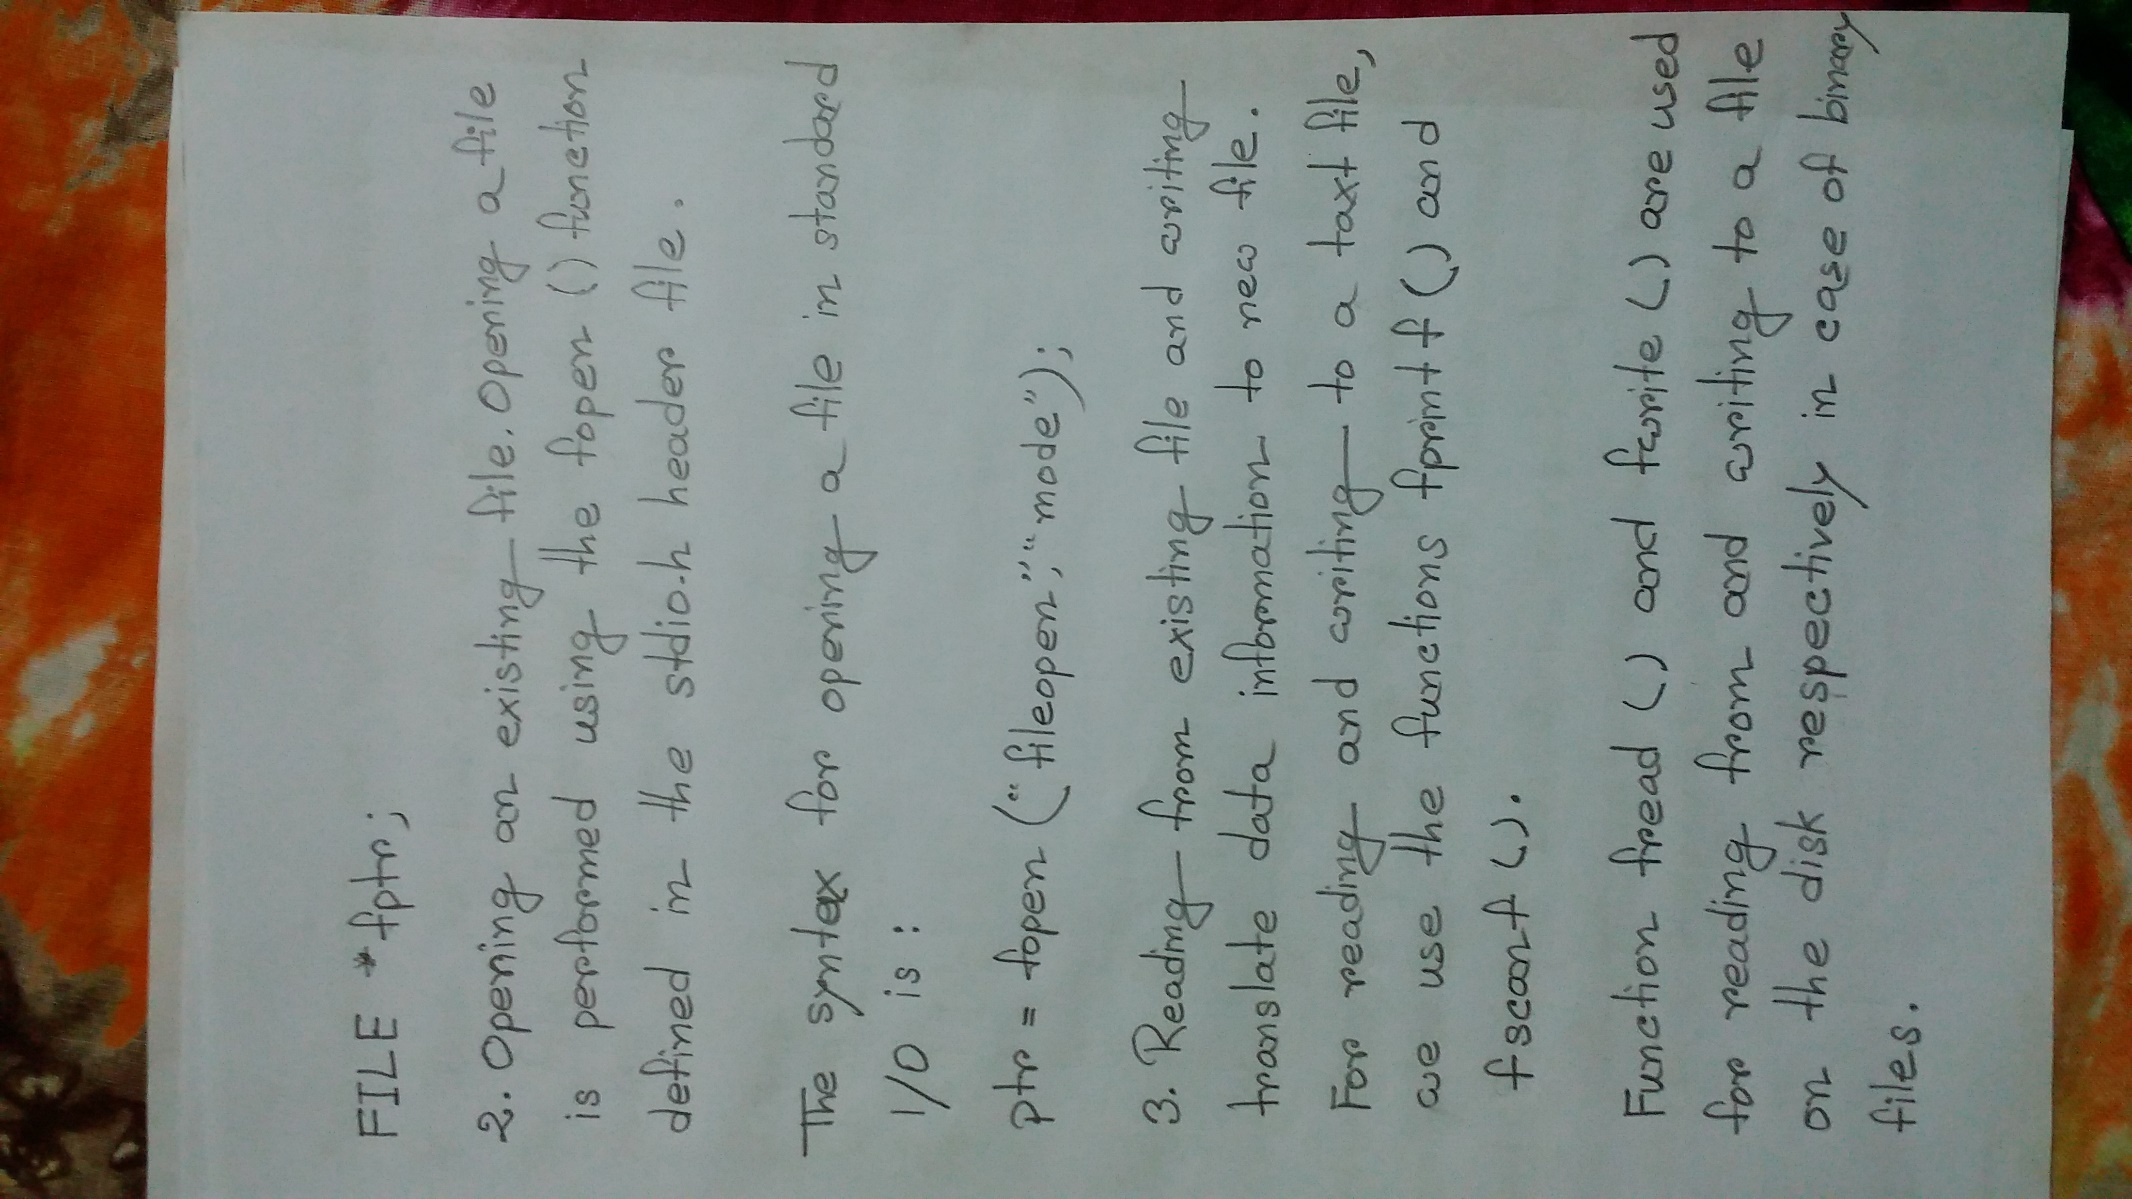 FILE *fptr;
2. Opening an existing file. Opening a file
is performed using the fopen () function
defined in the stdio.h header file.
The syntex for opening a file in standard
I/O is :
ptr = fopen ("fileopen","mode");
3. Reading from existing file and writing
translate data information to new file.
For reading and writing to a taxt file,
we use the functions fprintf () and
fscanf ().
Function fread () and fwrite () are used
for reading from and writing to a file
on the disk respectively in case of binary
files.